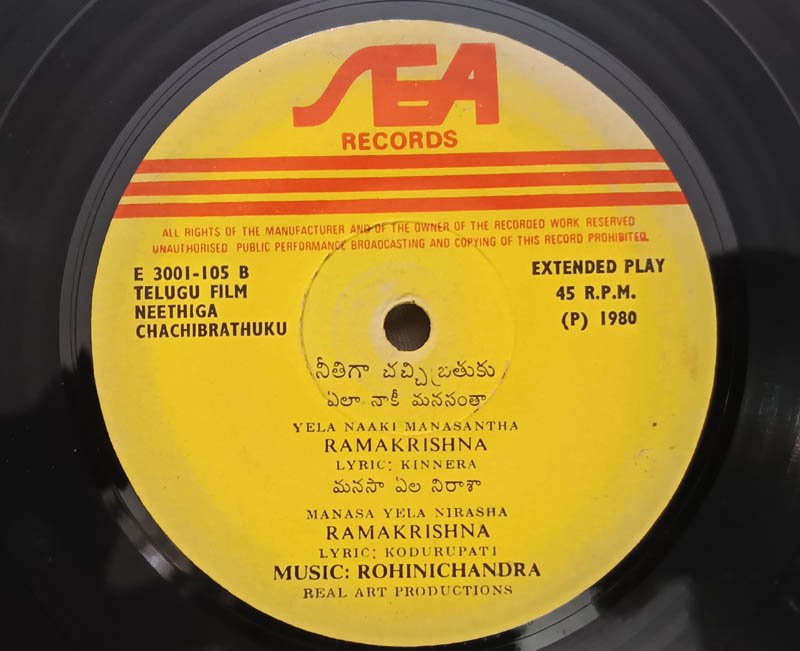 SEA
RECORDS
ALL RIGHTS OF THE MANUFACTURER AND OF THE OWNER OF THE RECORDED WORK RESERVED
UNAUTHORISED PUBLIC PERFORMANCE BROADCASTING AND COPYING OF THIS RECORD PROHIBITED.
E 3001-105 B
TELUGU FILM
NEETHIGA
CHACHIBRATHUKU
EXTENDED PLAY
45 R.P.M.
(P) 1980
నీతిగా చచ్చి బ్రతుకు
ఏలా నాకీ మనసంతా
YELA NAAKI MANASANTHA
RAMAKRISHNA
LYRIC: KINNERA
మనసా ఏల నిరాశా
MANASA YELA NIRASHA
RAMAKRISHNA
LYRIC: KODURUPATI
MUSIC: ROHINICHANDRA
REAL ART PRODUCTIONS